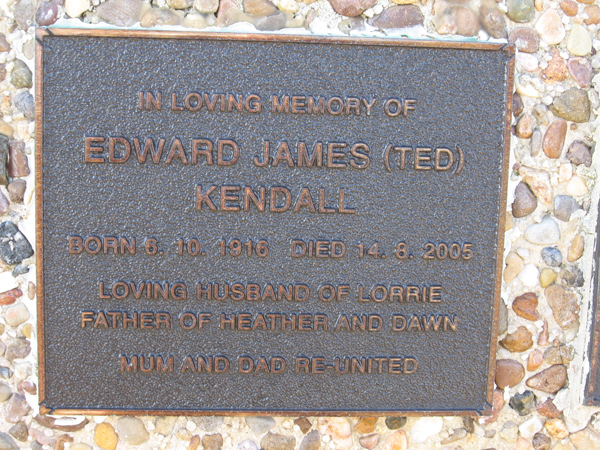 IN LOVING MEMORY OF
EDWARD JAMES (TED)
KENDALL
BORN 6. 10. 1916 DIED 14. 8. 2005
LOVING HUSBAND OF LORRIE
FATHER OF HEATHER AND DAWN
MUM AND DAD RE-UNITED